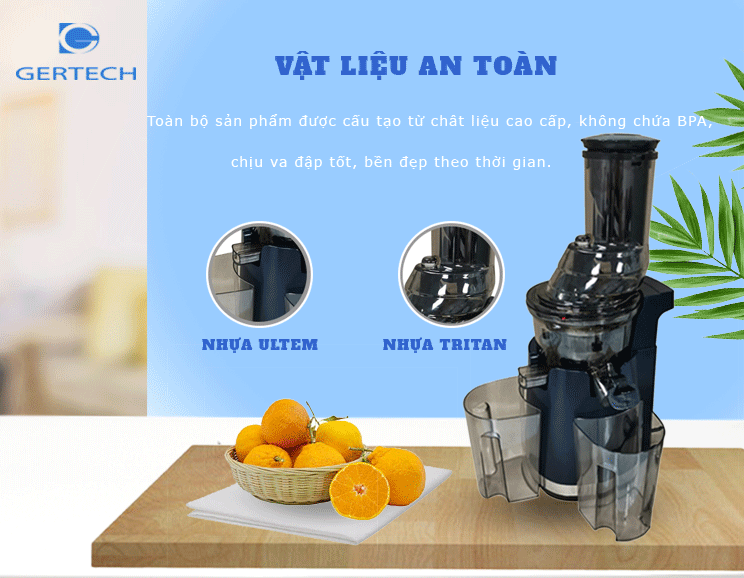 GERTECH
VẬT LIỆU AN TOÀN
Toàn bộ sản phẩm được cấu tạo từ chất liệu cao cấp, không chứa BPA,
chịu va đập tốt, bền đẹp theo thời gian.
NHỰA ULTEM
NHỰA TRITAN